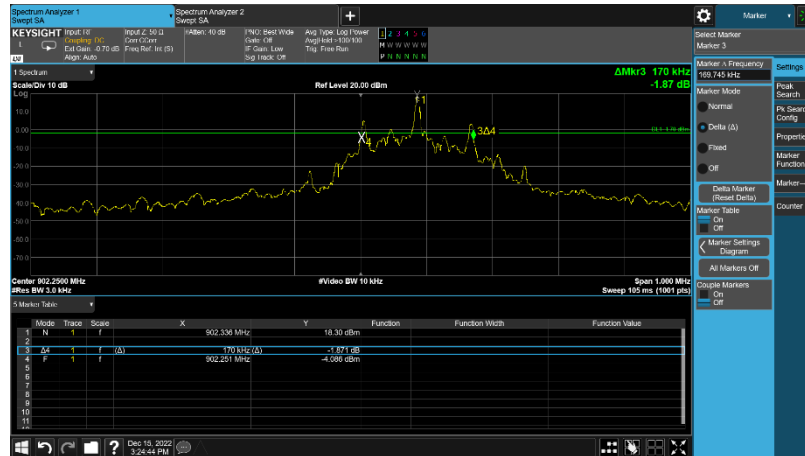 Spectrum Analyzer 1
Swept SA
Spectrum Analyzer 2
Swept SA
+
KEYSIGHT
Input: RF
Coupling: DC
Ext Gain: -0.70 dB
Align: Auto
Input Z: 50 Ω
Corr CCorr
Freq Ref: Int (S)
#Atten: 40 dB
PNO: Best Wide
Gate: Off
IF Gain: Low
Sig Track: Off
Avg Type: Log Power
Avg|Hold >100/100
Trig: Free Run
1 2 3 4 5 6
M W W W W W
P N N N N N
LXI
1 Spectrum
Scale/Div 10 dB
Log
Ref Level 20.00 dBm
ΔMkr3 170 kHz
-1.87 dB
10.0
0.00
-10.0
-20.0
-30.0
-40.0
-50.0
-60.0
-70.0
1
X4
3Δ4
Center 902.2500 MHz
#Res BW 3.0 kHz
#Video BW 10 kHz
Span 1.000 MHz
Sweep 105 ms (1001 pts)
5 Marker Table
Mode Trace Scale X Y Function Function Width Function Value
1 N 1 f 902.336 MHz 18.30 dBm
2
3 Δ4 1 f (Δ) 170 kHz (Δ) -1.871 dB
4 F 1 f 902.251 MHz -4.086 dBm
5
6
7
8
9
10
11
?
Dec 15, 2022
3:24:44 PM
Marker
Select Marker
Marker 3
Marker Δ Frequency
169.745 kHz
Marker Mode
Normal
Delta (Δ)
Fixed
Off
Delta Marker
(Reset Delta)
Marker Table
On
Off
Marker Settings
Diagram
All Markers Off
Couple Markers
On
Off
Settings
Peak
Search
Pk Searc
Config
Propertie
Marker
Function
Marker
Counter